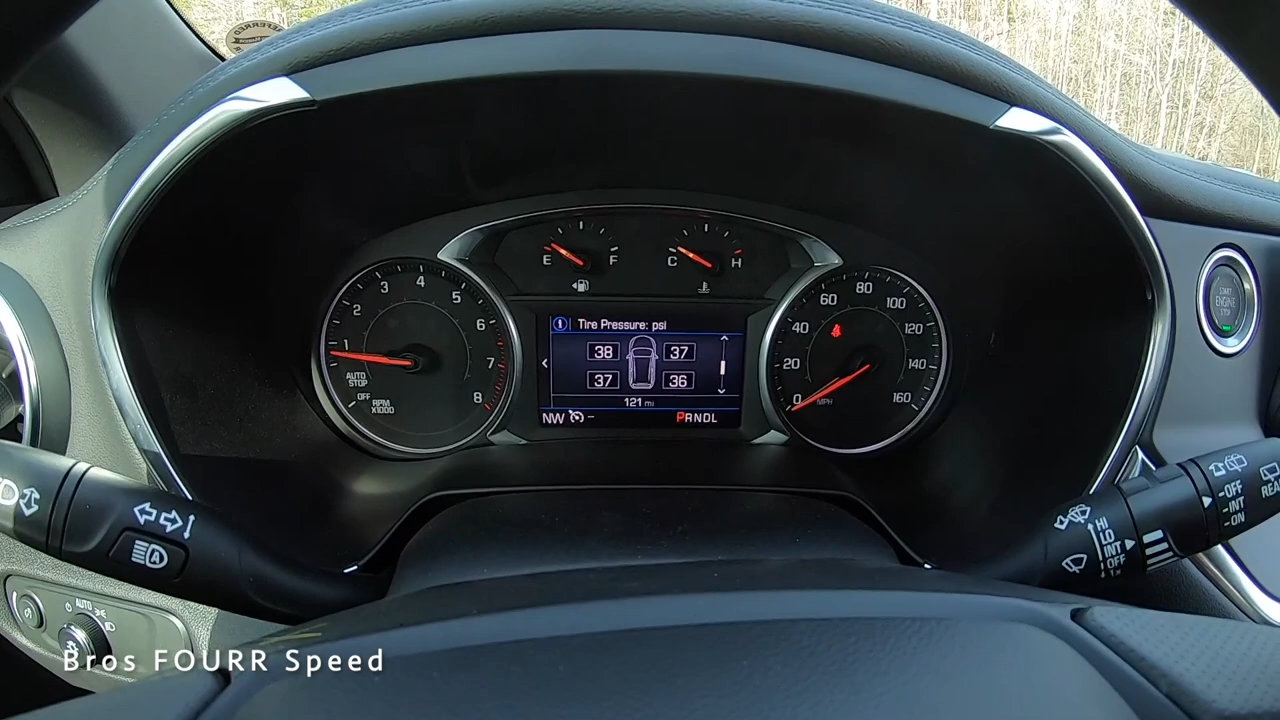 E F
C H
1 2 3 4 5 6 7 8
AUTO
STOP
OFF
RPM
X1000
Tire Pressure: psi
38 37
37 36
121 mi
NW -- PRNDL
0 20 40 60 80 100 120 140 160
MPH
START
ENGINE
STOP
A
AUTO
HI
LO
INT
OFF
1x
-OFF
-INT
-ON
REA
Bros FOURR Speed